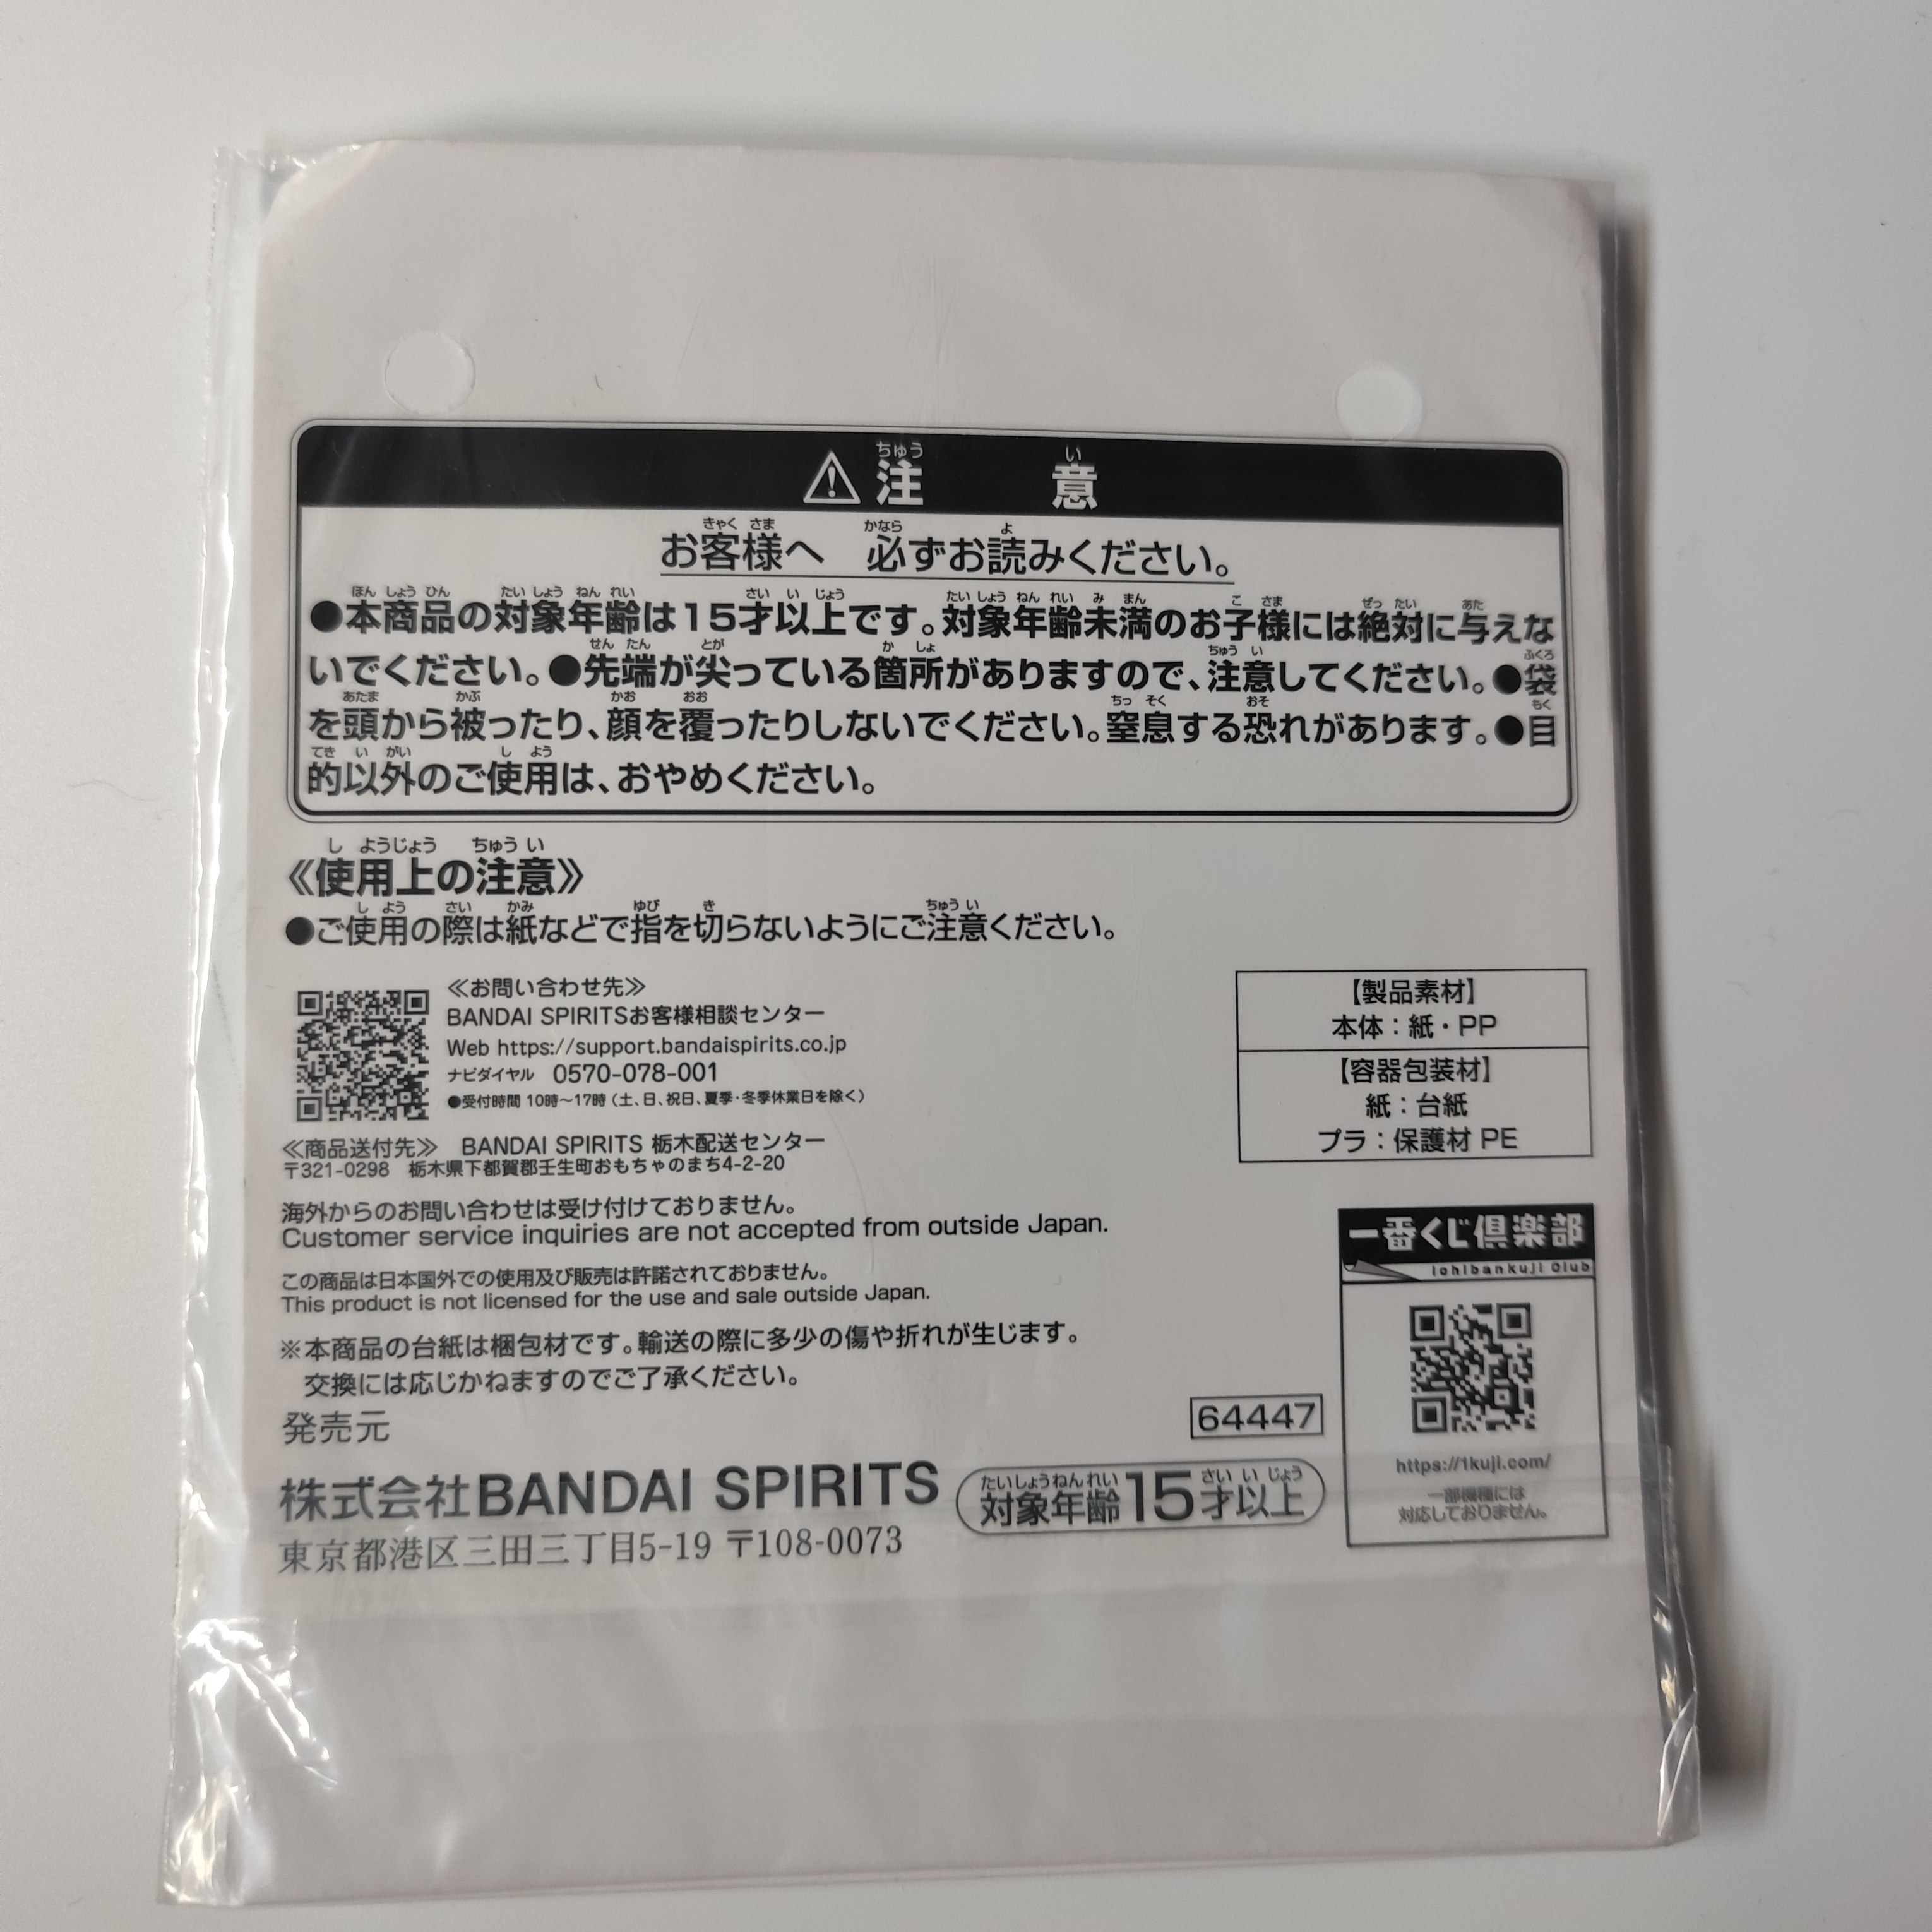 ⚠注意
お客様へ 必ずお読みください。
●本商品の対象年齢は15才以上です。対象年齢未満のお子様には絶対に与えな
いでください。●先端が尖っている箇所がありますので、注意してください。●袋
を頭から被ったり、顔を覆ったりしないでください。窒息する恐れがあります。●目
的以外のご使用は、おやめください。
《使用上の注意》
●ご使用の際は紙などで指を切らないようにご注意ください。
≪お問い合わせ先≫
BANDAI SPIRITSお客様相談センター
Web https://support.bandaispirits.co.jp
ナビダイヤル 0570-078-001
●受付時間 10時～17時（土、日、祝日、夏季・冬季休業日を除く）
≪商品送付先≫ BANDAI SPIRITS 栃木配送センター
〒321-0298 栃木県下都賀郡壬生町おもちゃのまち4-2-20
【製品素材】
本体：紙・PP
【容器包装材】
紙：台紙
プラ：保護材 PE
海外からのお問い合わせは受け付けておりません。
Customer service inquiries are not accepted from outside Japan.
この商品は日本国外での使用及び販売は許諾されておりません。
This product is not licensed for the use and sale outside Japan.
※本商品の台紙は梱包材です。輸送の際に多少の傷や折れが生じます。
交換には応じかねますのでご了承ください。
発売元
株式会社BANDAI SPIRITS
東京都港区三田三丁目5-19 〒108-0073
64447
対象年齢15才以上
一番くじ倶楽部
Ichibankuji Club
https://1kuji.com/
一部機種には
対応しておりません。